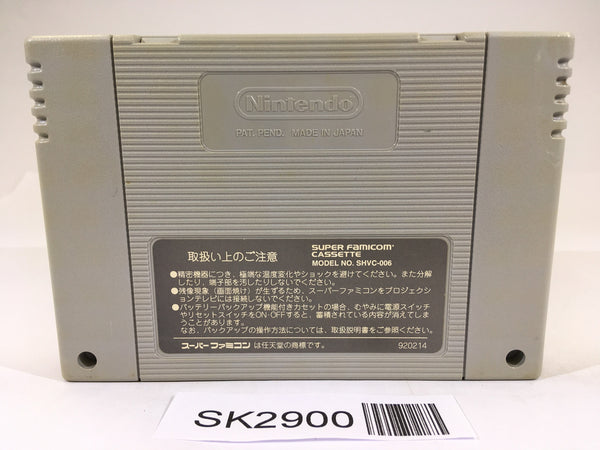 Nintendo
PAT. PEND. MADE IN JAPAN
取扱い上のご注意
SUPER FAMICOM
CASSETTE
MODEL NO. SHVC-006
●精密機器につき、極端な温度変化やショックを避けてください。また分解
したり、端子部を汚したりしないでください。
●残像現象（画面焼け）が生ずるため、スーパーファミコンをプロジェクシ
ョンテレビには接続しないでください。
●バッテリーバックアップ機能付きカセットの場合、むやみに電源スイッチ
やリセットスイッチをON·OFFすると、蓄積されている内容が消えてしま
うことがあります。
なお、バックアップの操作方法については、取扱説明書をご参照ください。
スーパーファミコン は任天堂の商標です。
920214
SK2900